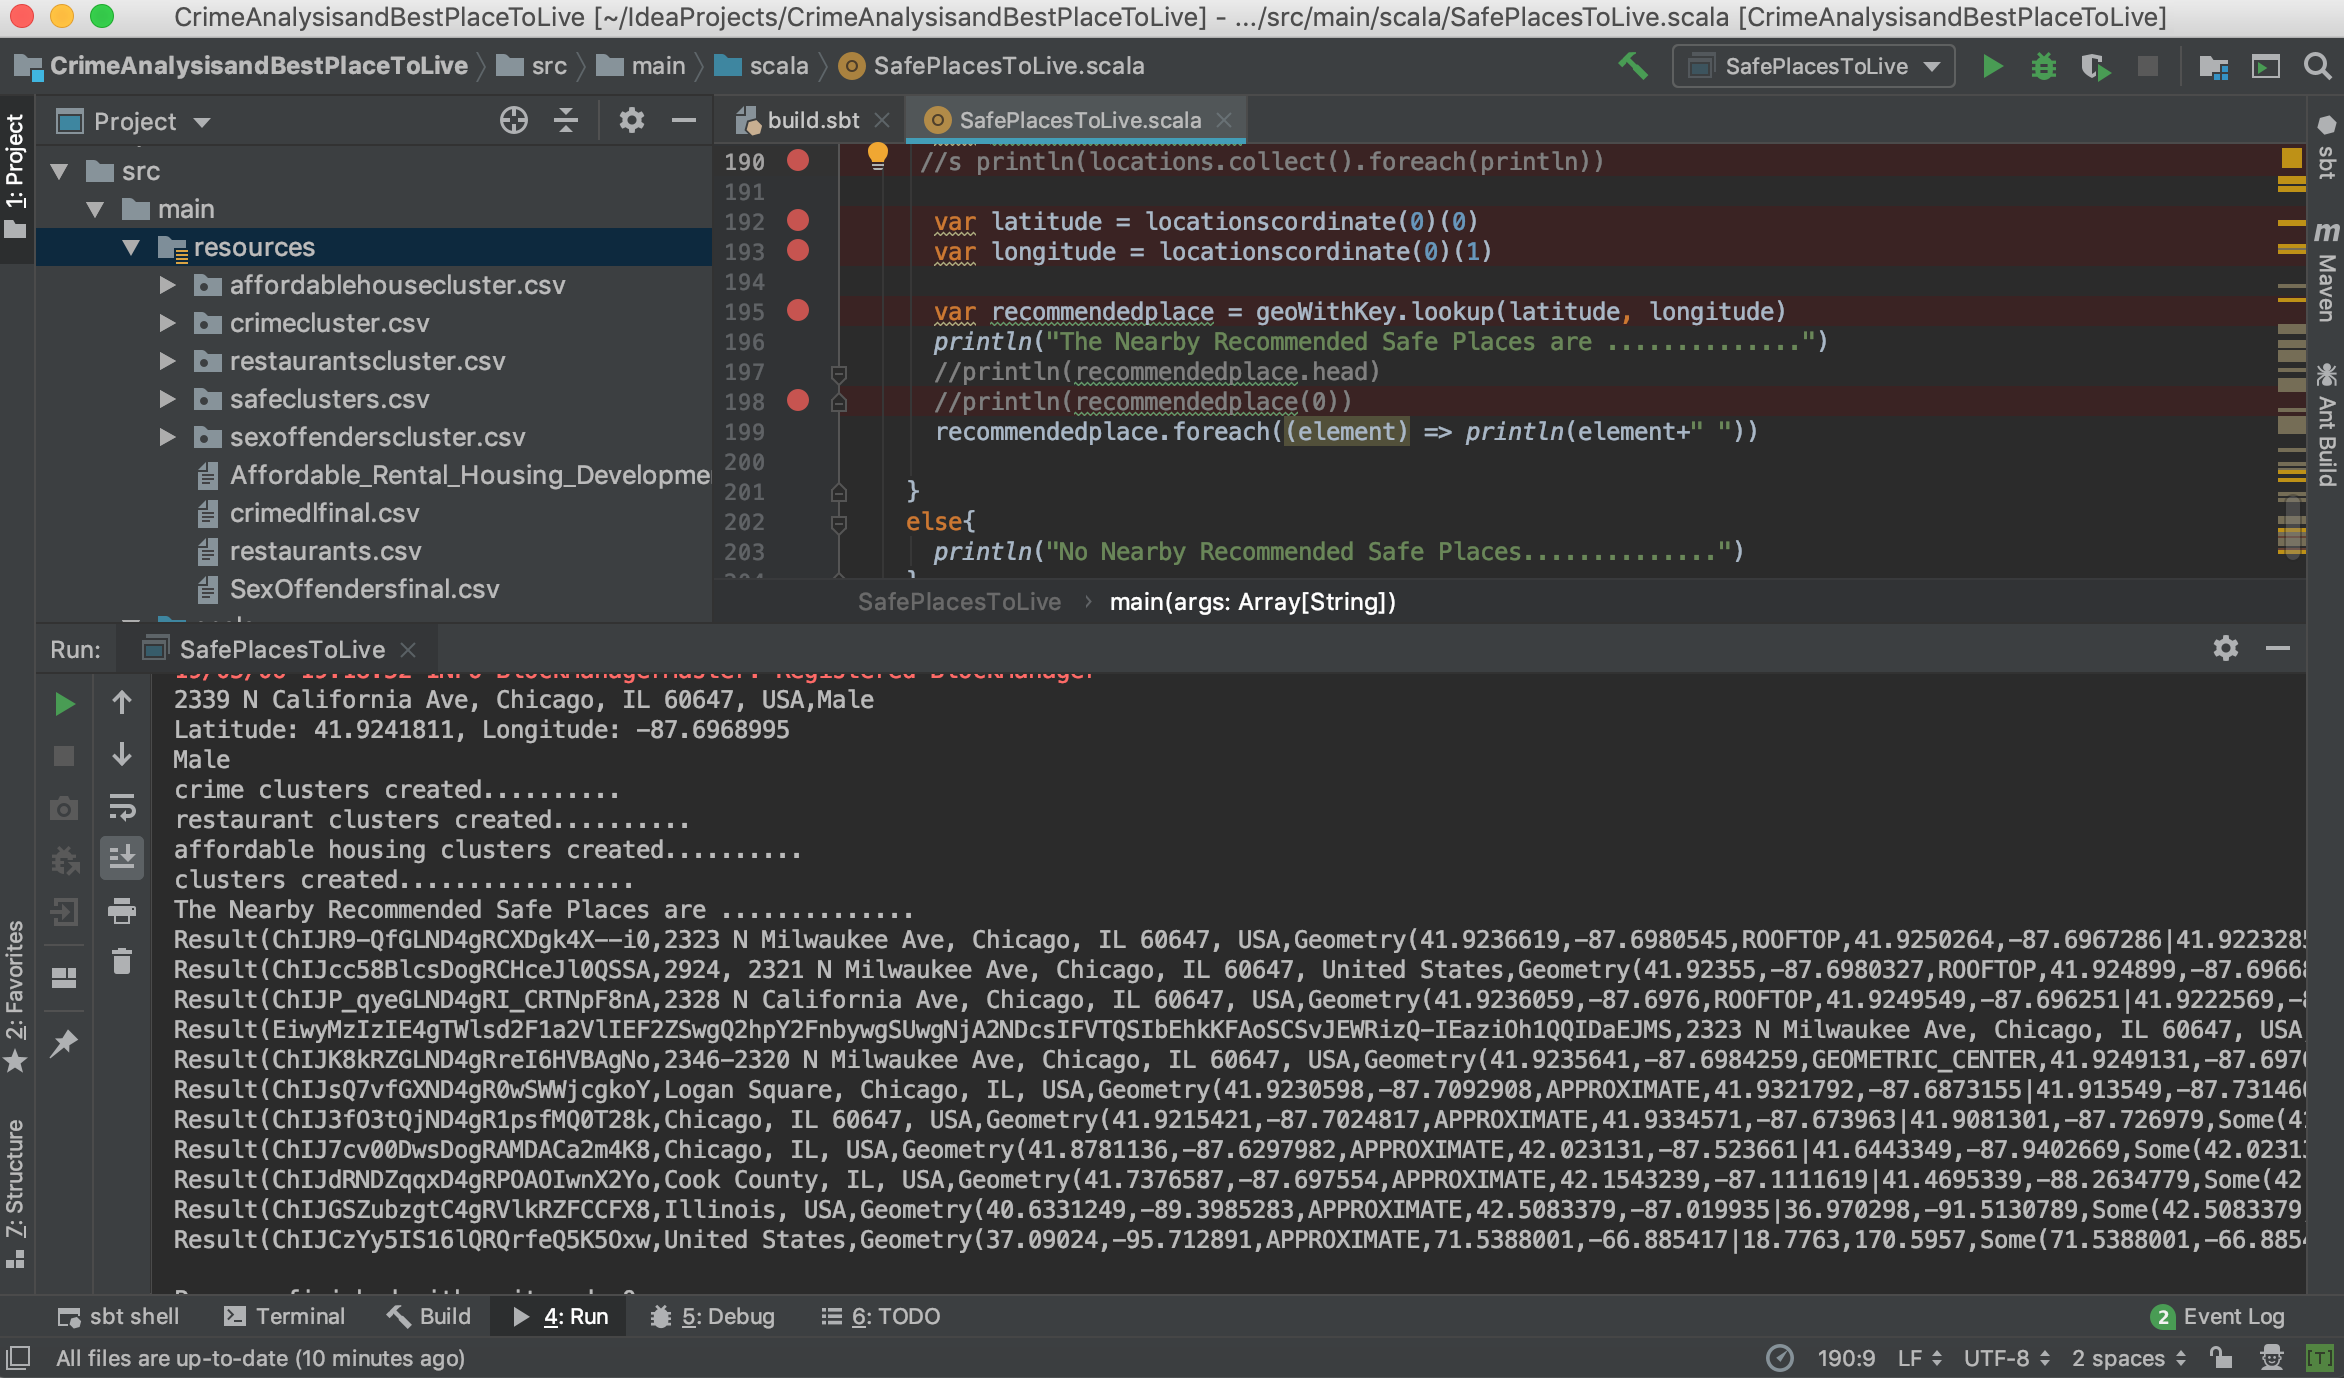 CrimeAnalysisandBestPlaceToLive [~/IdeaProjects/CrimeAnalysisandBestPlaceToLive] - .../src/main/scala/SafePlacesToLive.scala [CrimeAnalysisandBestPlaceToLive]
CrimeAnalysisandBestPlaceToLive src main scala SafePlacesToLive.scala SafePlacesToLive
1: Project
Project
src
main
resources
affordablehousecluster.csv
crimecluster.csv
restaurantscluster.csv
safeclusters.csv
sexoffenderscluster.csv
Affordable_Rental_Housing_Developme
crimedlfinal.csv
restaurants.csv
SexOffendersfinal.csv
build.sbt SafePlacesToLive.scala
190 //s println(locations.collect().foreach(println))
191
192 var latitude = locationscordinate(0)(0)
193 var longitude = locationscordinate(0)(1)
194
195 var recommendedplace = geoWithKey.lookup(latitude, longitude)
196 println("The Nearby Recommended Safe Places are ..............")
197 //println(recommendedplace.head)
198 //println(recommendedplace(0))
199 recommendedplace.foreach((element) => println(element+" "))
200
201 }
202 else{
203 println("No Nearby Recommended Safe Places..............")
204 }
SafePlacesToLive › main(args: Array[String])
sbt
Maven
Ant Build
Run: SafePlacesToLive
2339 N California Ave, Chicago, IL 60647, USA,Male
Latitude: 41.9241811, Longitude: -87.6968995
Male
crime clusters created..........
restaurant clusters created..........
affordable housing clusters created..........
clusters created.................
The Nearby Recommended Safe Places are ..............
Result(ChIJR9-QfGLND4gRCXDgk4X--i0,2323 N Milwaukee Ave, Chicago, IL 60647, USA,Geometry(41.9236619,-87.6980545,ROOFTOP,41.9250264,-87.6967286|41.9223285
Result(ChIJcc58BlcsDogRCHceJl0QSSA,2924, 2321 N Milwaukee Ave, Chicago, IL 60647, United States,Geometry(41.92355,-87.6980327,ROOFTOP,41.924899,-87.69668
Result(ChIJP_qyeGLND4gRI_CRTNpF8nA,2328 N California Ave, Chicago, IL 60647, USA,Geometry(41.9236059,-87.6976,ROOFTOP,41.9249549,-87.696251|41.9222569,-8
Result(EiwyMzIzIE4gTWlsd2F1a2VlIEF2ZSwgQ2hpY2FnbywgSUwgNjA2NDcsIFVTQSIbEhkKFAoSCSvJEWRizQ-IEaziOh1QQIDaEJMS,2323 N Milwaukee Ave, Chicago, IL 60647, USA
Result(ChIJK8kRZGLND4gRreI6HVBAgNo,2346-2320 N Milwaukee Ave, Chicago, IL 60647, USA,Geometry(41.9235641,-87.6984259,GEOMETRIC_CENTER,41.9249131,-87.6970
Result(ChIJsQ7vfGXND4gR0wSWWjcgkoY,Logan Square, Chicago, IL, USA,Geometry(41.9230598,-87.7092908,APPROXIMATE,41.9321792,-87.6873155|41.913549,-87.731460
Result(ChIJ3fO3tQjND4gR1psfMQ0T28k,Chicago, IL 60647, USA,Geometry(41.9215421,-87.7024817,APPROXIMATE,41.9334571,-87.673963|41.9081301,-87.726979,Some(41
Result(ChIJ7cv00DwsDogRAMDACa2m4K8,Chicago, IL, USA,Geometry(41.8781136,-87.6297982,APPROXIMATE,42.023131,-87.523661|41.6443349,-87.9402669,Some(42.02313
Result(ChIJdRNDZqqxD4gRPOAOIwnX2Yo,Cook County, IL, USA,Geometry(41.7376587,-87.697554,APPROXIMATE,42.1543239,-87.1111619|41.4695339,-88.2634779,Some(42
Result(ChIJGSZubzgtC4gRVlkRZFCCFX8,Illinois, USA,Geometry(40.6331249,-89.3985283,APPROXIMATE,42.5083379,-87.019935|36.970298,-91.5130789,Some(42.5083379
Result(ChIJCzYy5IS16lQRQrfeQ5K5Oxw,United States,Geometry(37.09024,-95.712891,APPROXIMATE,71.5388001,-66.885417|18.7763,170.5957,Some(71.5388001,-66.8854
2: Favorites
7: Structure
sbt shell Terminal Build 4: Run 5: Debug 6: TODO 2 Event Log
All files are up-to-date (10 minutes ago) 190:9 LF UTF-8 2 spaces [T]